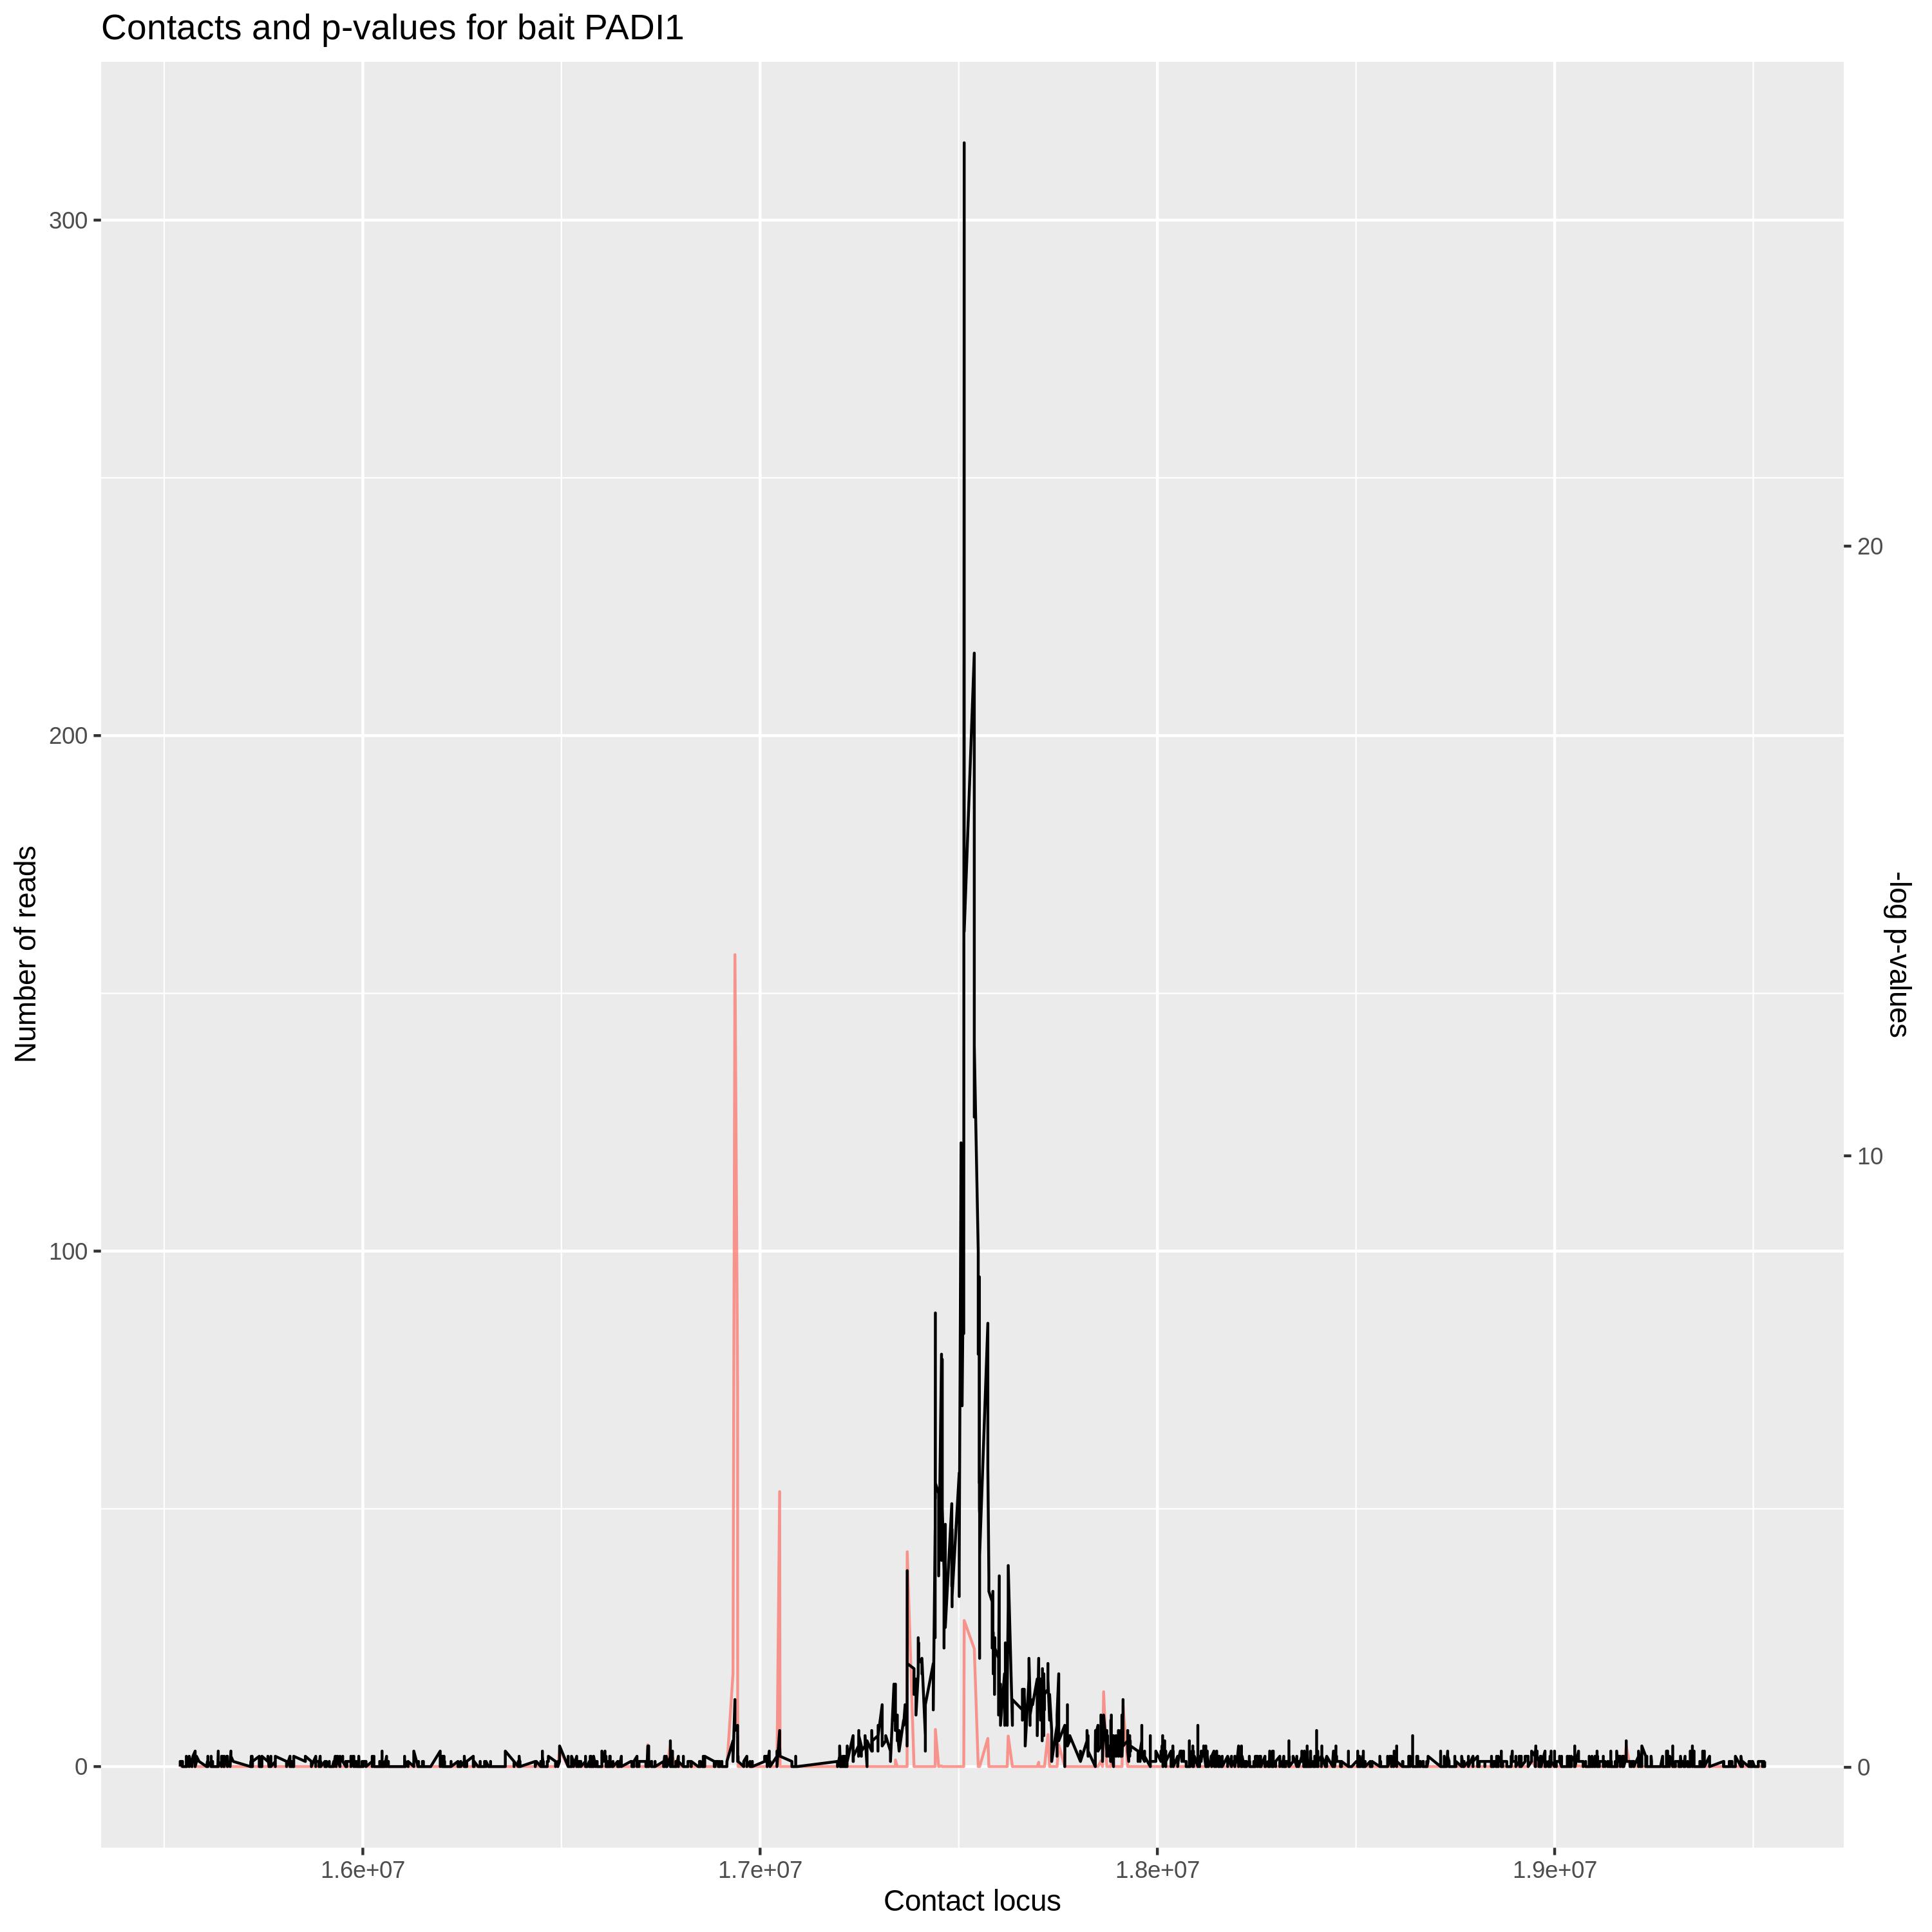 Contacts and p-values for bait PADI1
300
200
100
0
20
10
0
Number of reads
-log p-values
1.6e+07
1.7e+07
1.8e+07
1.9e+07
Contact locus